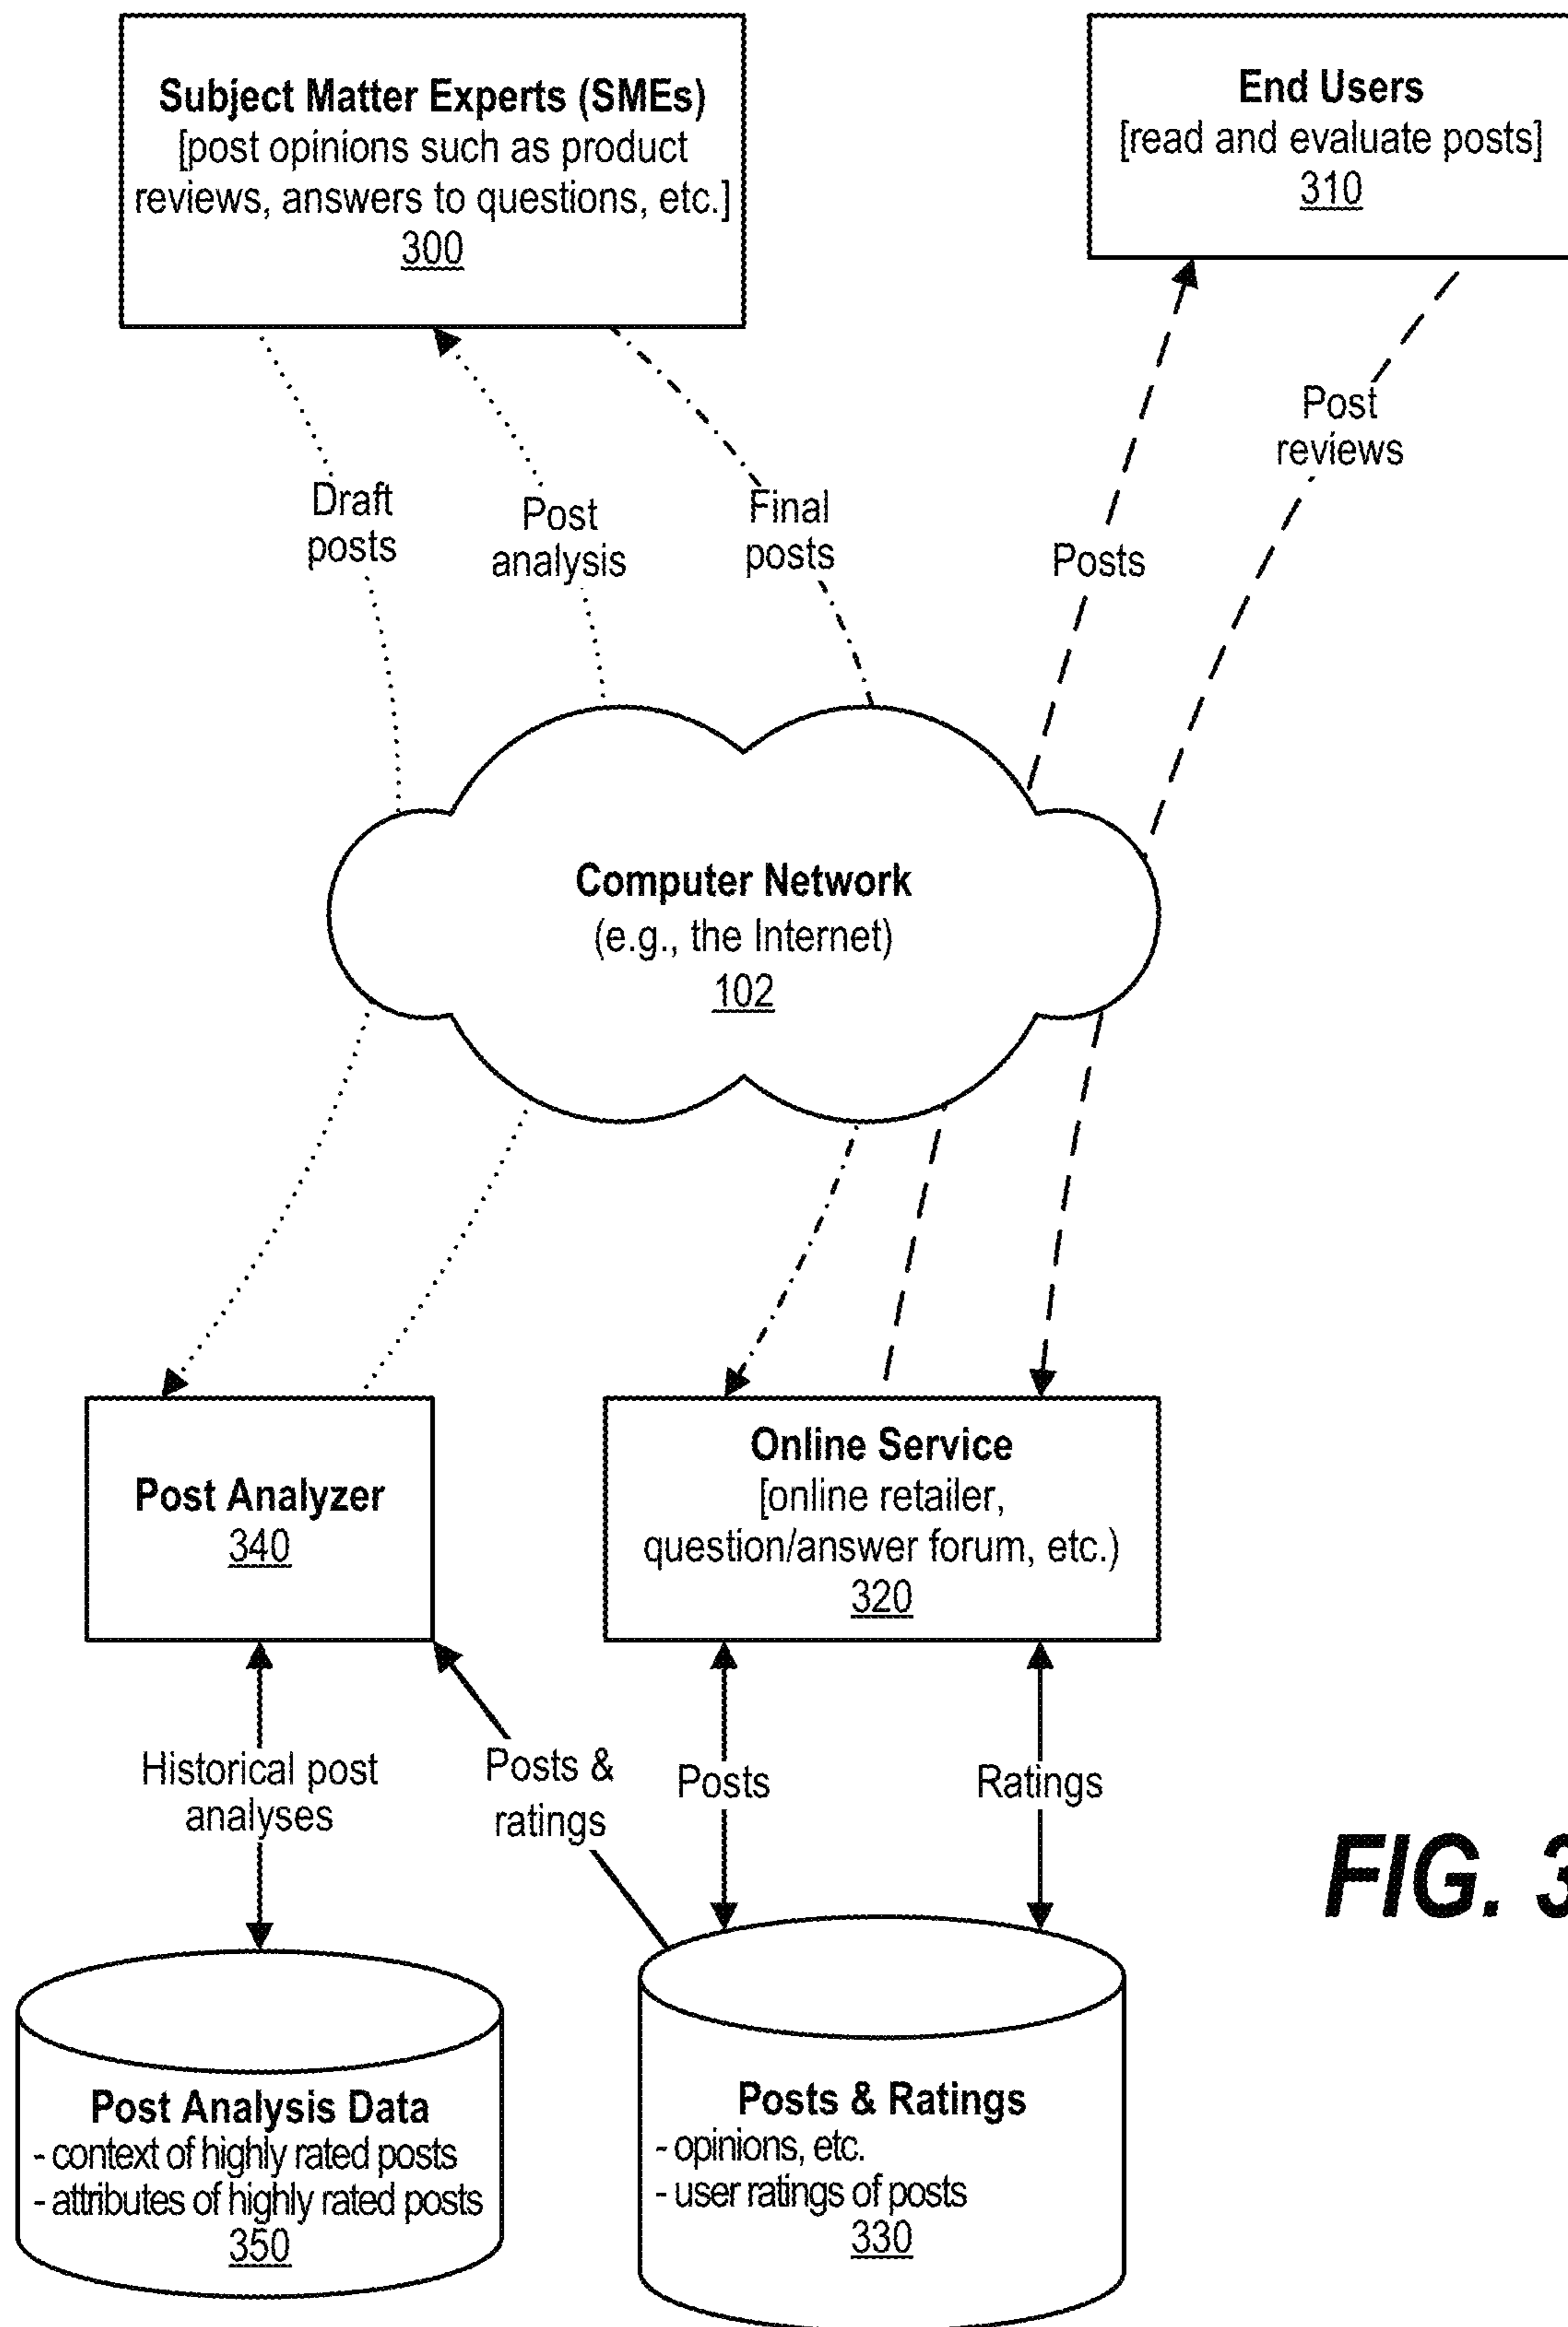 Subject Matter Experts (SMEs)
[post opinions such as product
reviews, answers to questions, etc.]
300
End Users
[read and evaluate posts]
310
Draft
posts
Post
analysis
Final
posts
Posts
Post
reviews
Computer Network
(e.g., the Internet)
102
Post Analyzer
340
Online Service
[online retailer,
question/answer forum, etc.)
320
Historical post
analyses
Posts &
ratings
Posts
Ratings
FIG. 3
Post Analysis Data
- context of highly rated posts
- attributes of highly rated posts
350
Posts & Ratings
- opinions, etc.
- user ratings of posts
330